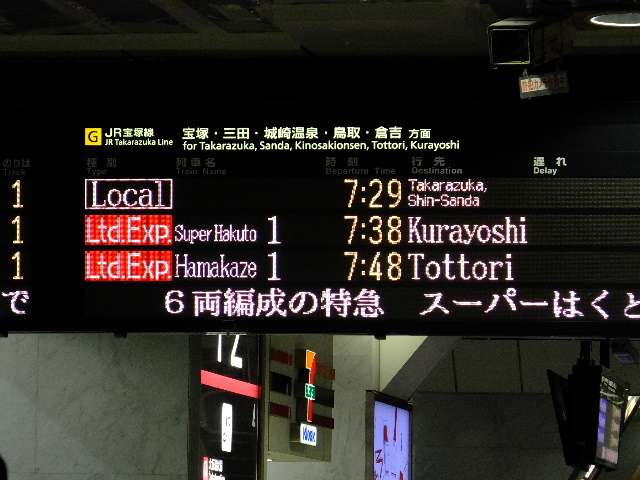 G JR宝塚線 宝塚・三田・城崎温泉・鳥取・倉吉 方面
JR Takarazuka Line for Takarazuka, Sanda, Kinosakionsen, Tottori, Kurayoshi
のりば 種別 列車名 時刻 行先 遅れ
Track Type Train Name Departure Time Destination Delay
1 Local 7:29 Takarazuka, Shin-Sanda
1 Ltd.Exp. Super Hakuto 1 7:38 Kurayoshi
1 Ltd.Exp. Hamakaze 1 7:48 Tottori
で 6両編成の特急 スーパーはくと
12
Kiosk